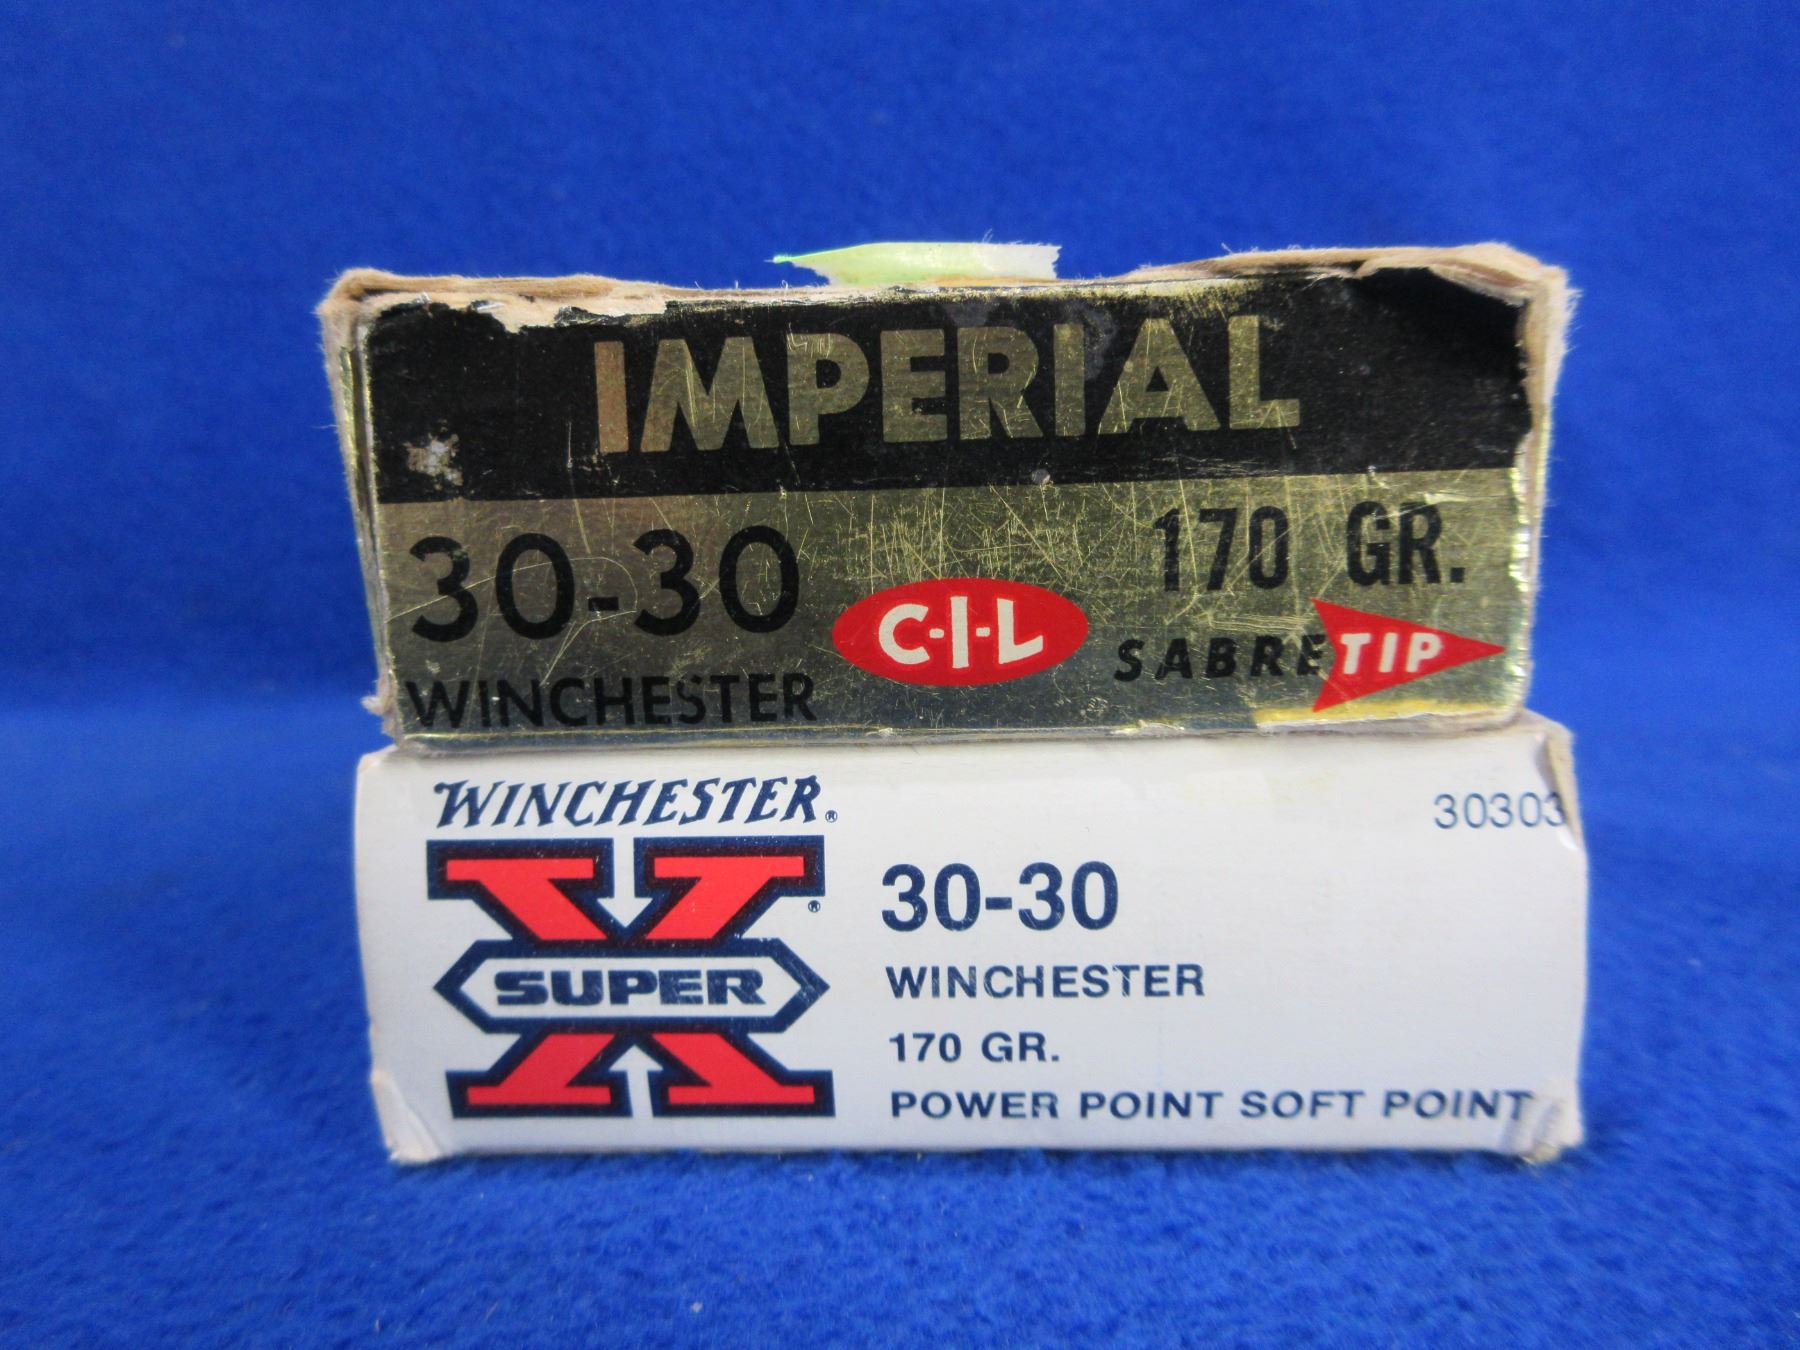 IMPERIAL
30-30
WINCHESTER
C-I-L
170 GR.
SABRE TIP
WINCHESTER®
SUPER X®
30303
30-30
WINCHESTER
170 GR.
POWER POINT SOFT POINT